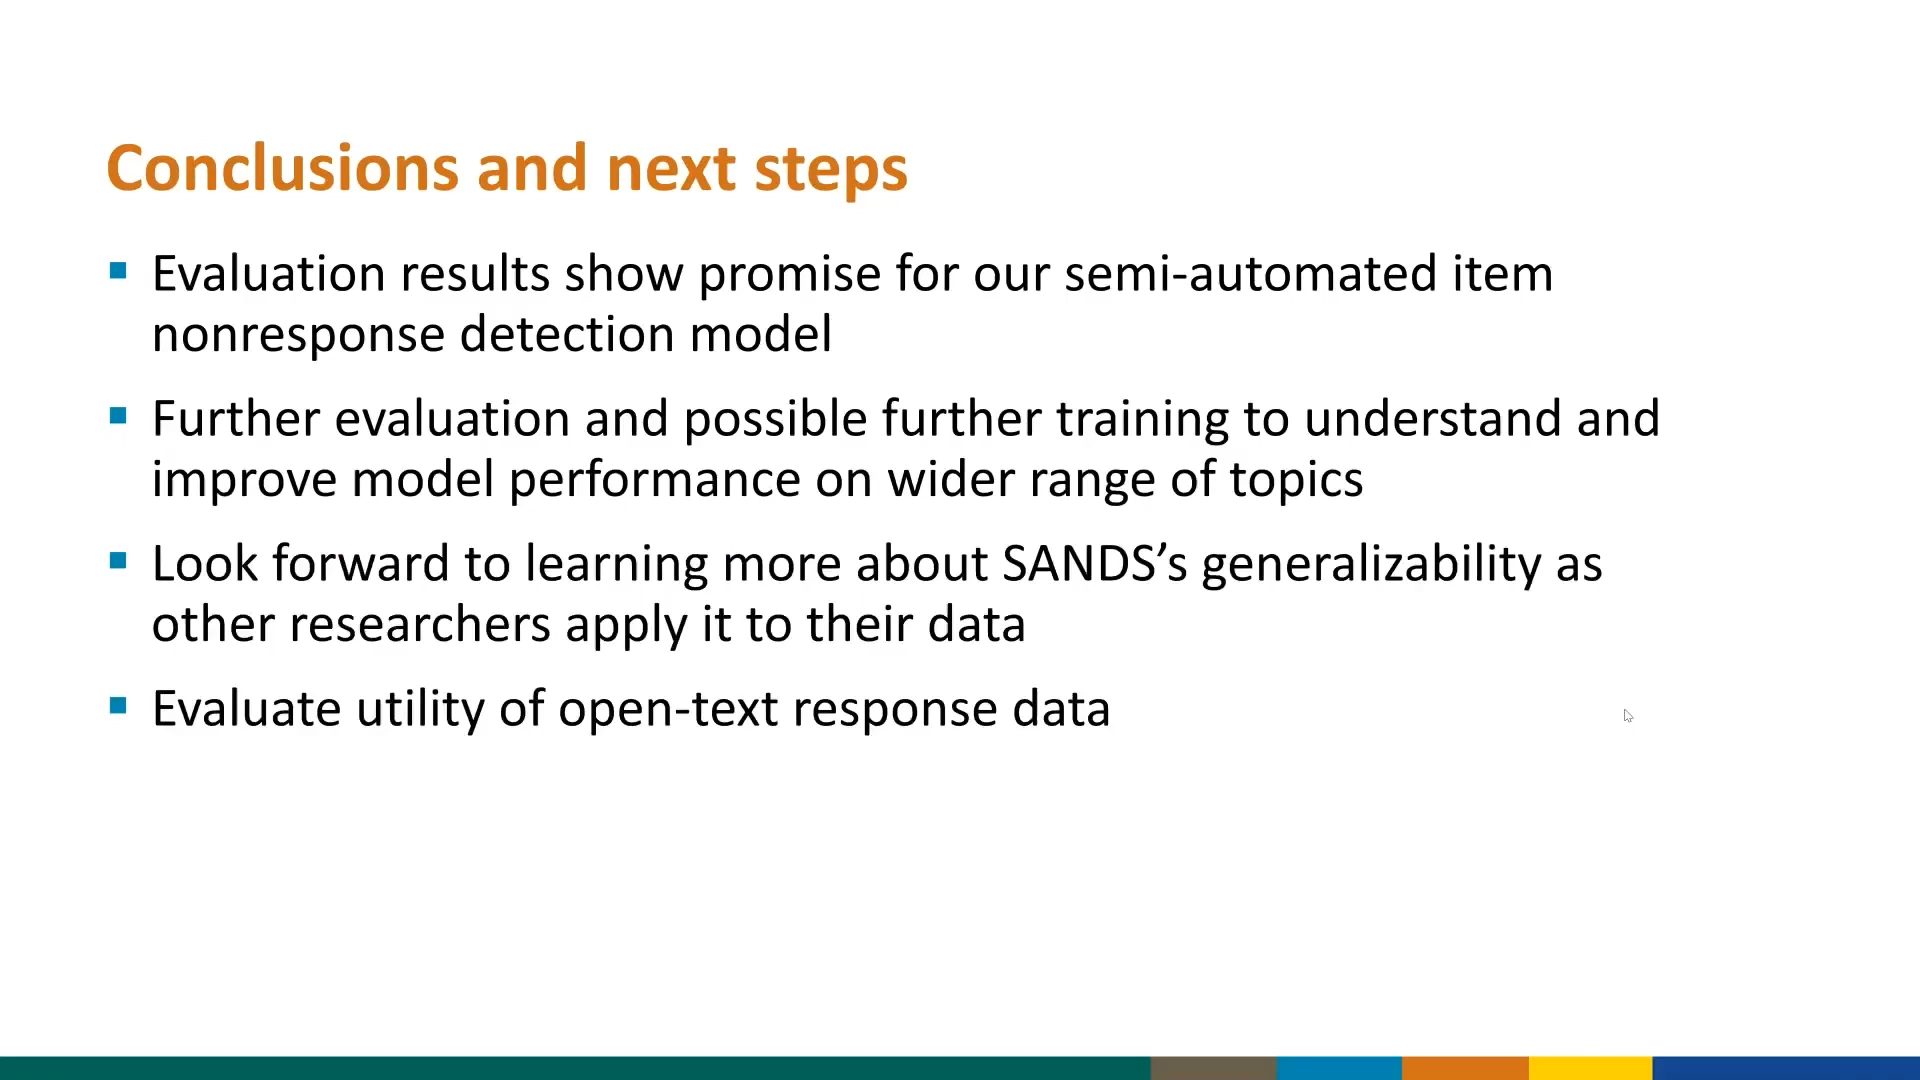 Conclusions and next steps
Evaluation results show promise for our semi-automated item
nonresponse detection model
Further evaluation and possible further training to understand and
improve model performance on wider range of topics
Look forward to learning more about SANDS’s generalizability as
other researchers apply it to their data
Evaluate utility of open-text response data